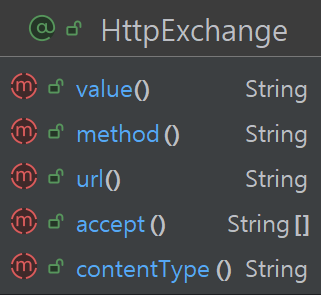 @ HttpExchange
m value() String
m method() String
m url() String
m accept() String[]
m contentType() String